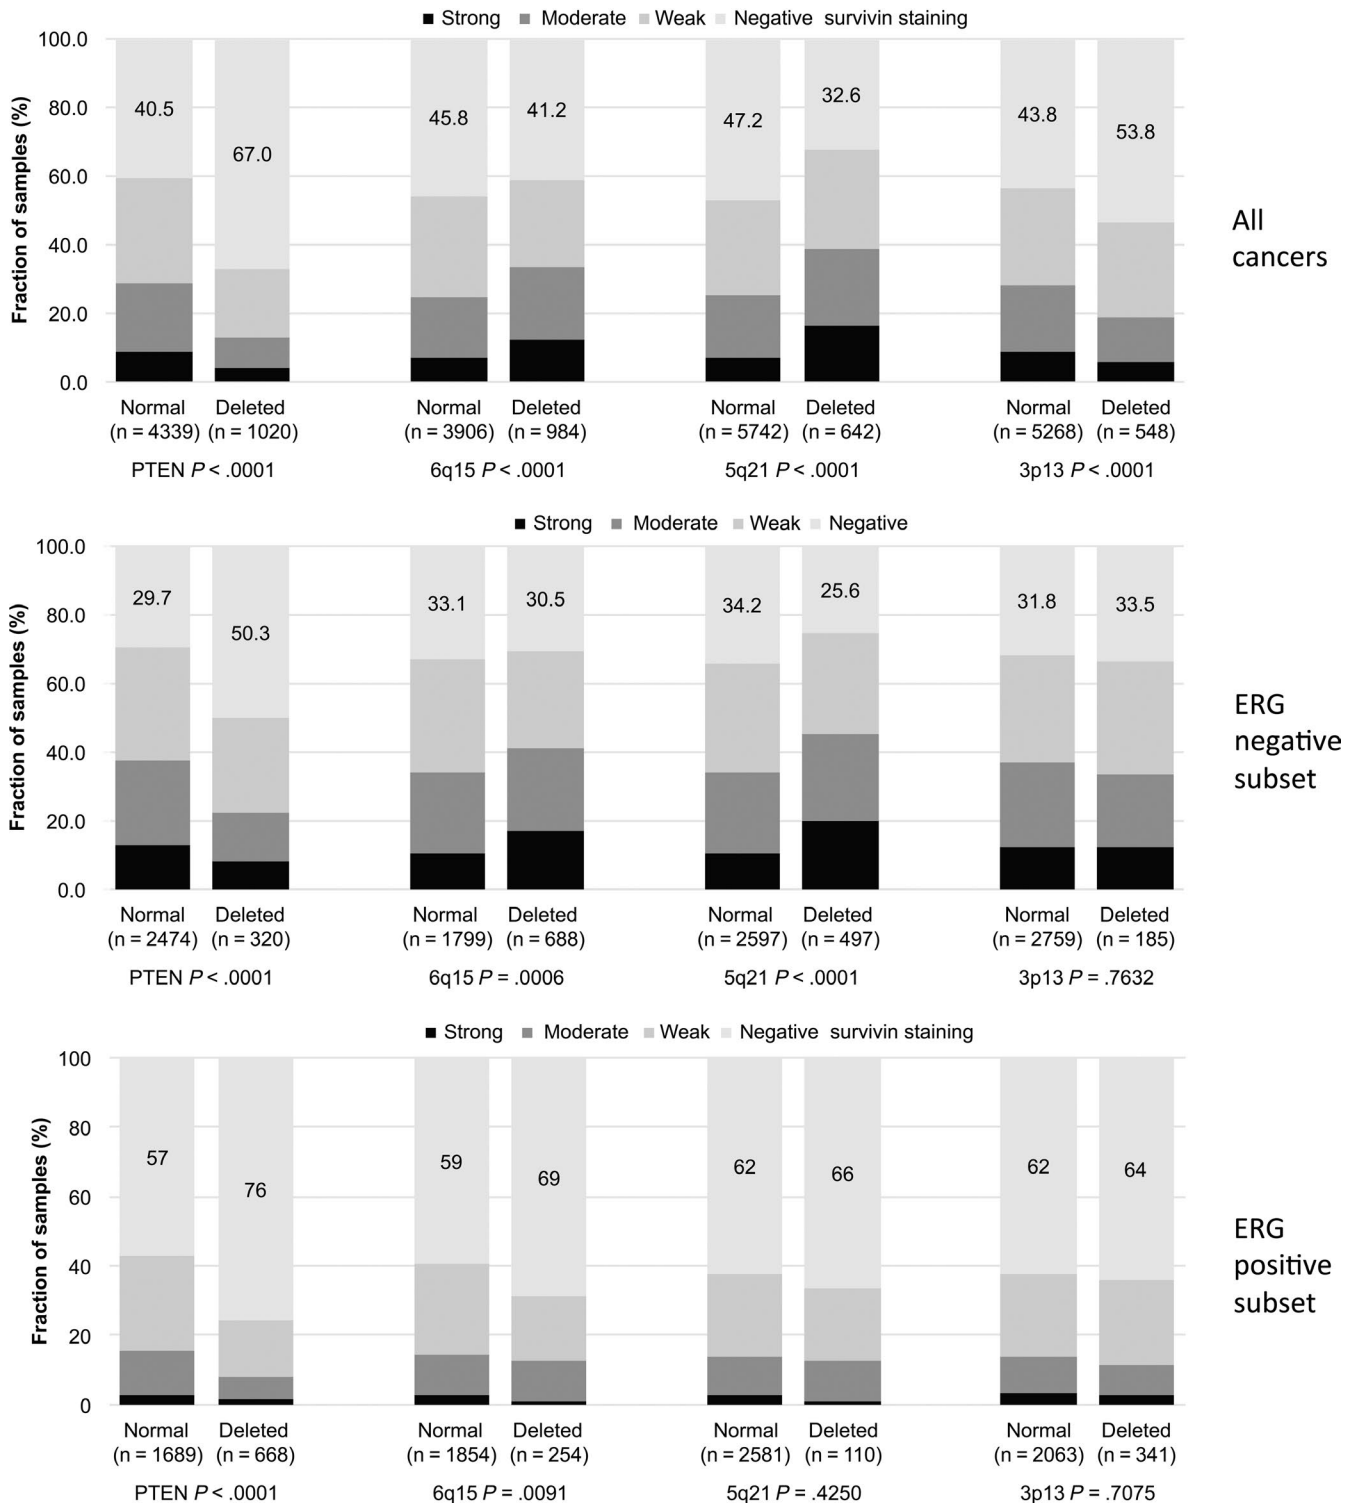 Strong Moderate Weak Negative survivin staining
Fraction of samples (%)
100.0
80.0
60.0
40.0
20.0
0.0
40.5
67.0
45.8
41.2
47.2
32.6
43.8
53.8
Normal Deleted Normal Deleted Normal Deleted Normal Deleted
(n = 4339) (n = 1020) (n = 3906) (n = 984) (n = 5742) (n = 642) (n = 5268) (n = 548)
PTEN P < .0001 6q15 P < .0001 5q21 P < .0001 3p13 P < .0001
All
cancers
Strong Moderate Weak Negative
Fraction of samples (%)
100.0
80.0
60.0
40.0
20.0
0.0
29.7
50.3
33.1
30.5
34.2
25.6
31.8
33.5
Normal Deleted Normal Deleted Normal Deleted Normal Deleted
(n = 2474) (n = 320) (n = 1799) (n = 688) (n = 2597) (n = 497) (n = 2759) (n = 185)
PTEN P < .0001 6q15 P = .0006 5q21 P < .0001 3p13 P = .7632
ERG
negative
subset
Strong Moderate Weak Negative survivin staining
Fraction of samples (%)
100
80
60
40
20
0
57
76
59
69
62
66
62
64
Normal Deleted Normal Deleted Normal Deleted Normal Deleted
(n = 1689) (n = 668) (n = 1854) (n = 254) (n = 2581) (n = 110) (n = 2063) (n = 341)
PTEN P < .0001 6q15 P = .0091 5q21 P = .4250 3p13 P = .7075
ERG
positive
subset